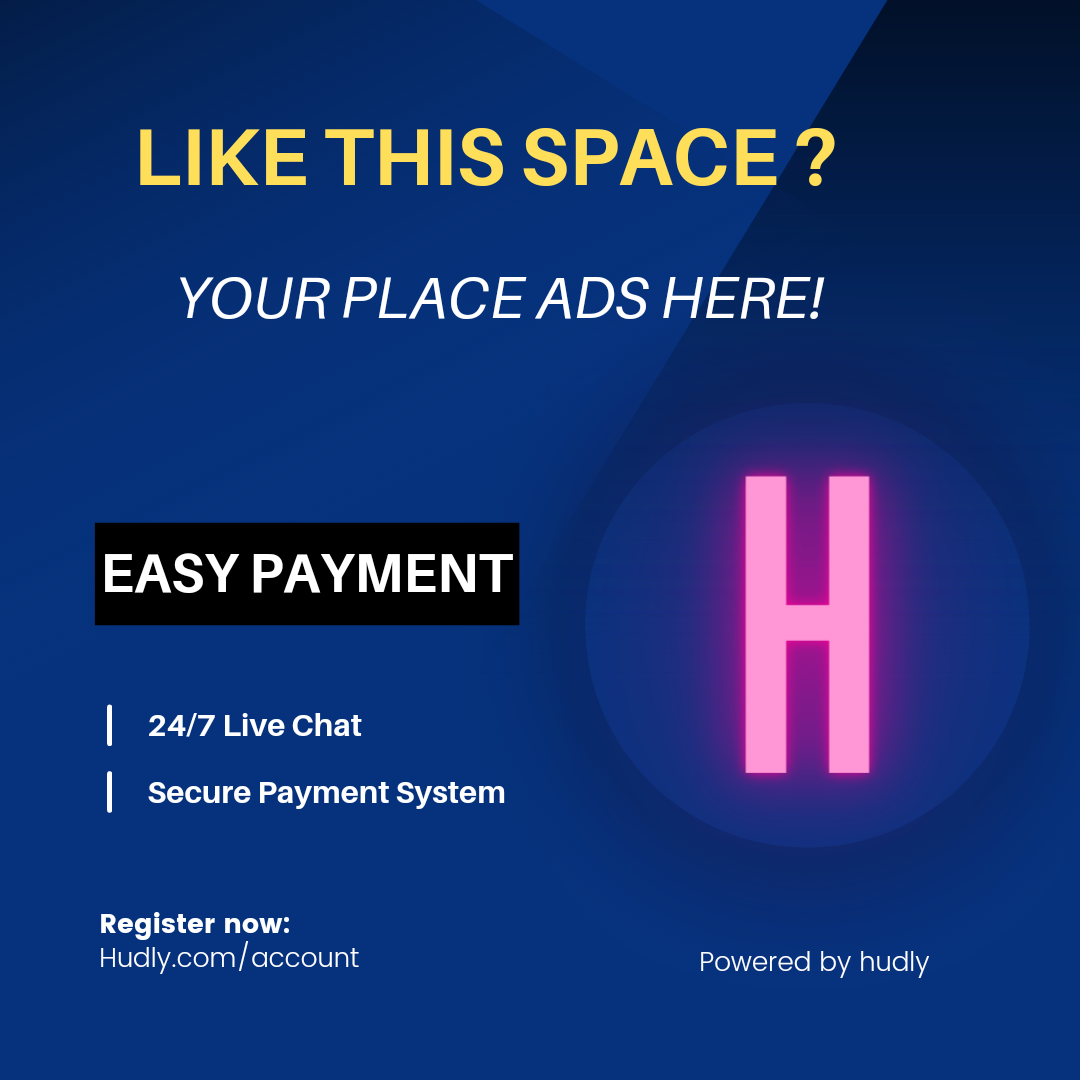 LIKE THIS SPACE ?
YOUR PLACE ADS HERE!
H
EASY PAYMENT
24/7 Live Chat
Secure Payment System
Register now:
Hudly.com/account
Powered by hudly